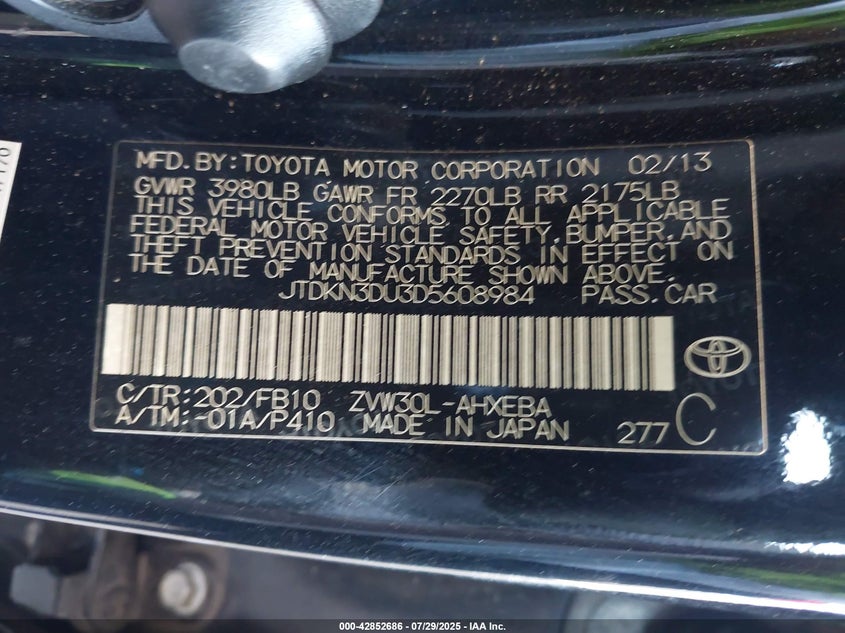 MFD.BY:TOYOTA MOTOR CORPORATION 02/13
GVWR 3980LB GAWR FR 2270LB RR 2175LB
THIS VEHICLE CONFORMS TO ALL APPLICABLE
FEDERAL MOTOR VEHICLE SAFETY,BUMPER,AND
THEFT PREVENTION STANDARDS IN EFFECT ON
THE DATE OF MANUFACTURE SHOWN ABOVE.
JTDKN3DU3D5608984 PASS.CAR
C/TR:202/FB10 ZVW30L-AHXEBA
A/TM:-01A/P410 MADE IN JAPAN 277 C
000-42852686 / 07/29/2025 - IAA Inc.